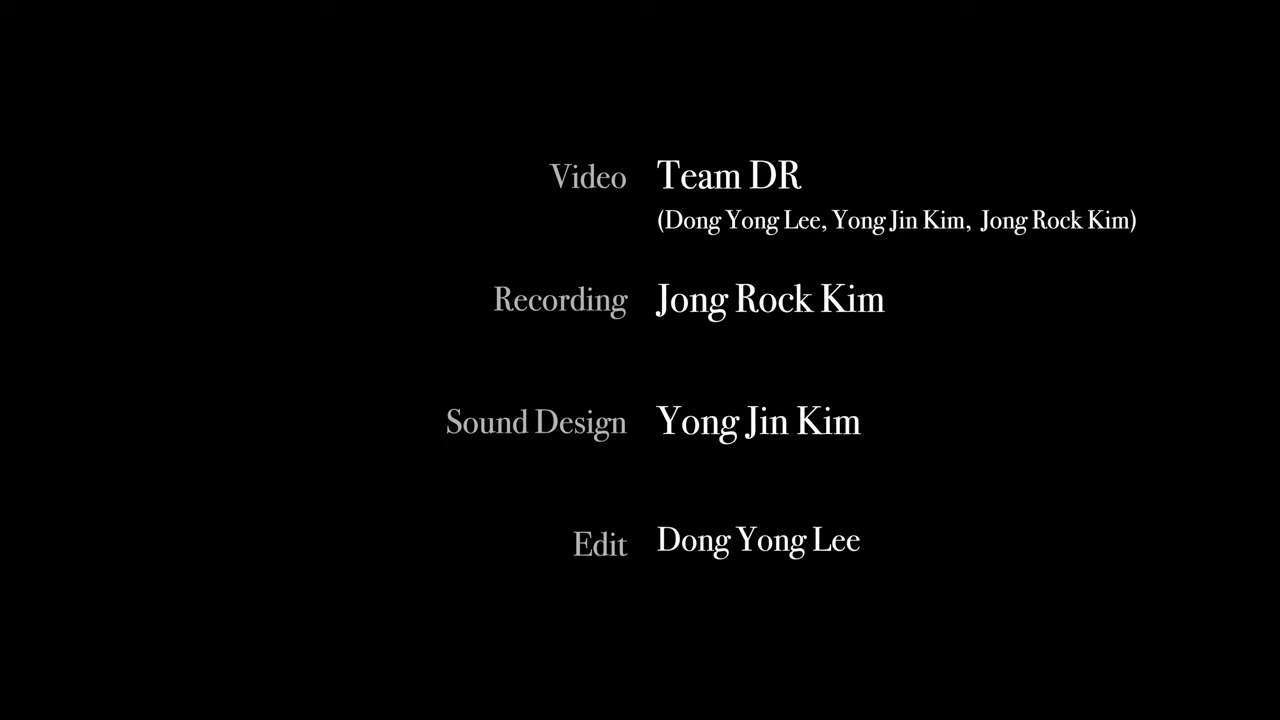 Video Team DR
(Dong Yong Lee, Yong Jin Kim, Jong Rock Kim)
Recording Jong Rock Kim
Sound Design Yong Jin Kim
Edit Dong Yong Lee